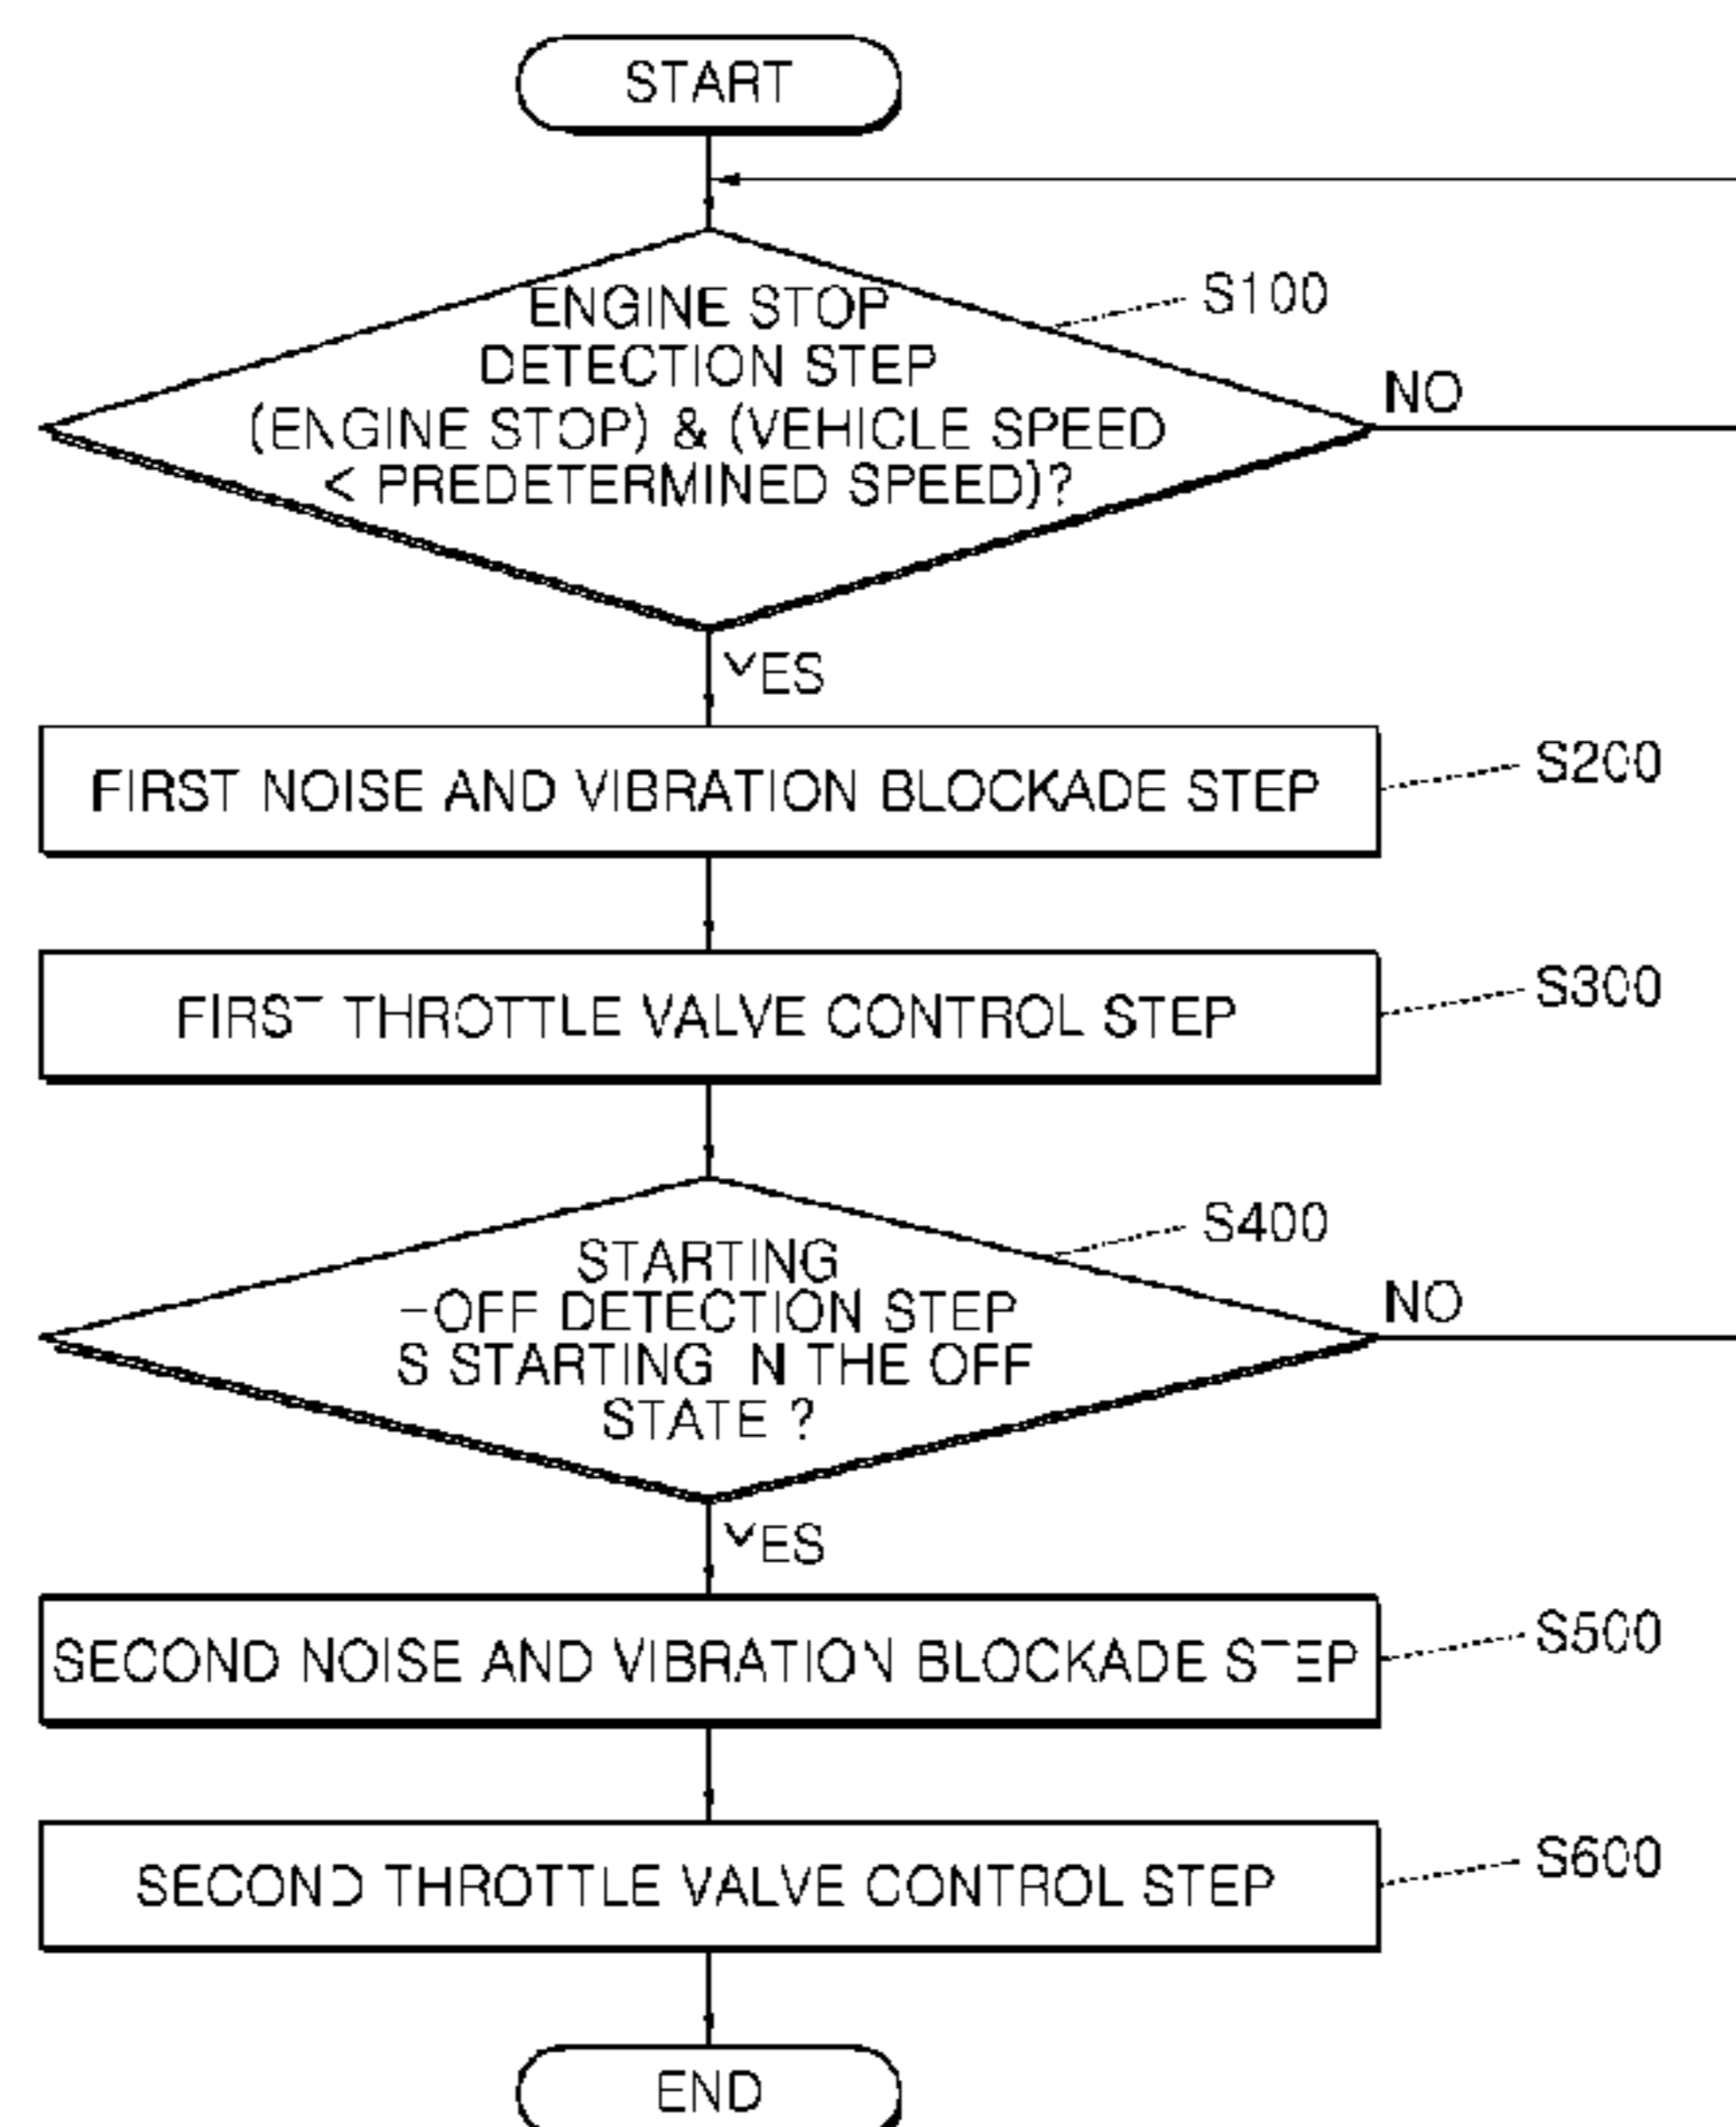 START
ENGINE STOP
S100
DETECTION STEP
NO
(ENGINE STOP) & (VEHICLE SPEED
< PREDETERMINED SPEED)?
YES
FIRST NOISE AND VIBRATION BLOCKADE STEP
S200
FIRST THROTTLE VALVE CONTROL STEP
S300
S400
STARTING
NO
-OFF DETECTION STEP
S STARTING N THE OFF
STATE ?
YES
SECOND NOISE AND VIBRATION BLOCKADE STEP
S500
SECOND THROTTLE VALVE CONTROL STEP
S600
END